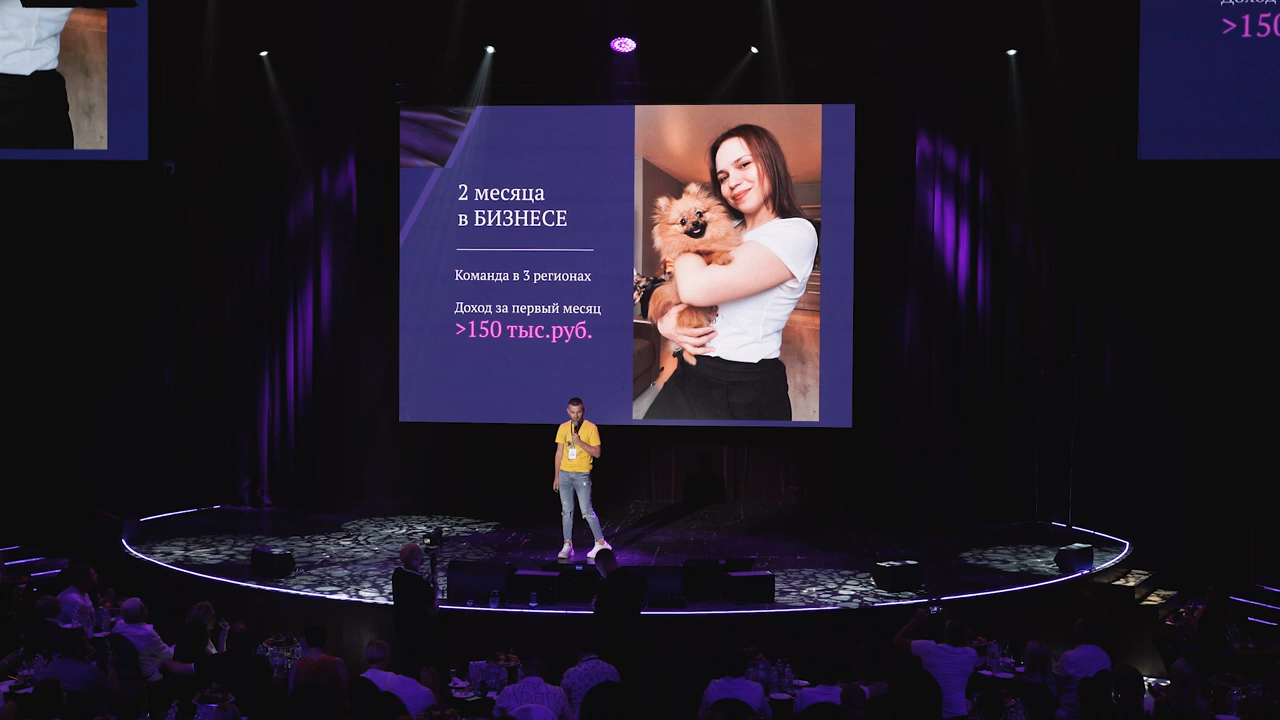 2 месяца
в БИЗНЕСЕ
Команда в 3 регионах
Доход за первый месяц
>150 тыс.руб.
>150